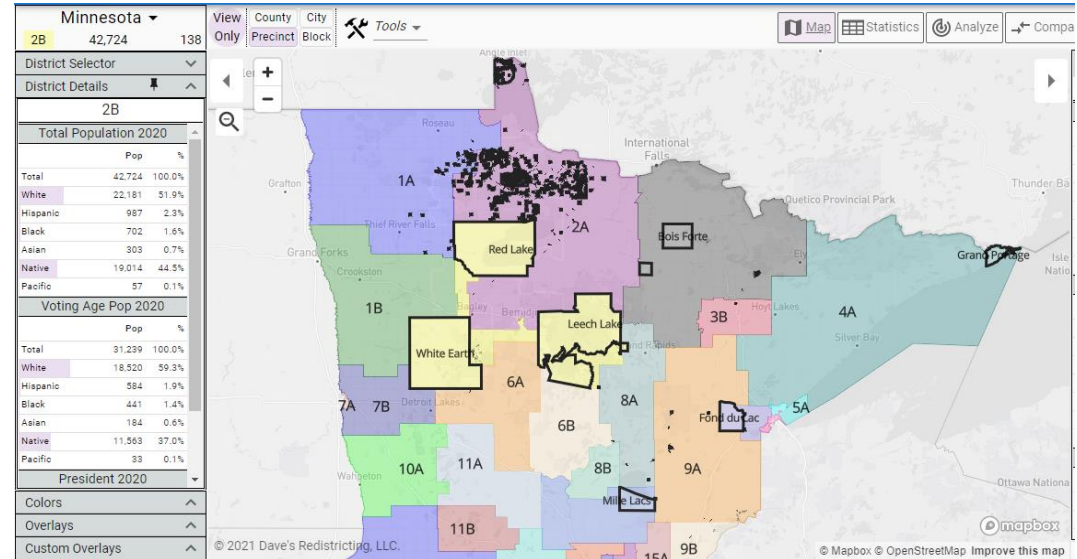 Minnesota
2B 42,724 138
View Only
County City
Precinct Block
Tools
Map
Statistics
Analyze
Compa
District Selector
District Details
2B
Total Population 2020
Pop %
Total 42,724 100.0%
White 22,181 51.9%
Hispanic 987 2.3%
Black 702 1.6%
Asian 303 0.7%
Native 19,014 44.5%
Pacific 57 0.1%
Voting Age Pop 2020
Pop %
Total 31,239 100.0%
White 18,520 59.3%
Hispanic 584 1.9%
Black 441 1.4%
Asian 184 0.6%
Native 11,563 37.0%
Pacific 33 0.1%
President 2020
Colors
Overlays
Custom Overlays
+
−
Angle Inlet
Roseau
International Falls
Grafton
1A
Thunder Ba
Quetico Provincial Park
Thief River Falls
2A
Bois Forte
Red Lake
Grand Forks
Ely
Grand Portage
Isle
Natio
Crookston
1B
Bagley
Bemidji
Leech Lake
Hoyt Lakes
3B
4A
Silver Bay
White Earth
Grand Rapids
6A
7A 7B
Detroit Lakes
8A
5A
Fond du Lac
6B
10A
11A
Wahpeton
8B
9A
Ottawa Nationa
Mille Lacs
11B
15A
9B
mapbox
© 2021 Dave's Redistricting, LLC.
© Mapbox © OpenStreetMap Improve this map